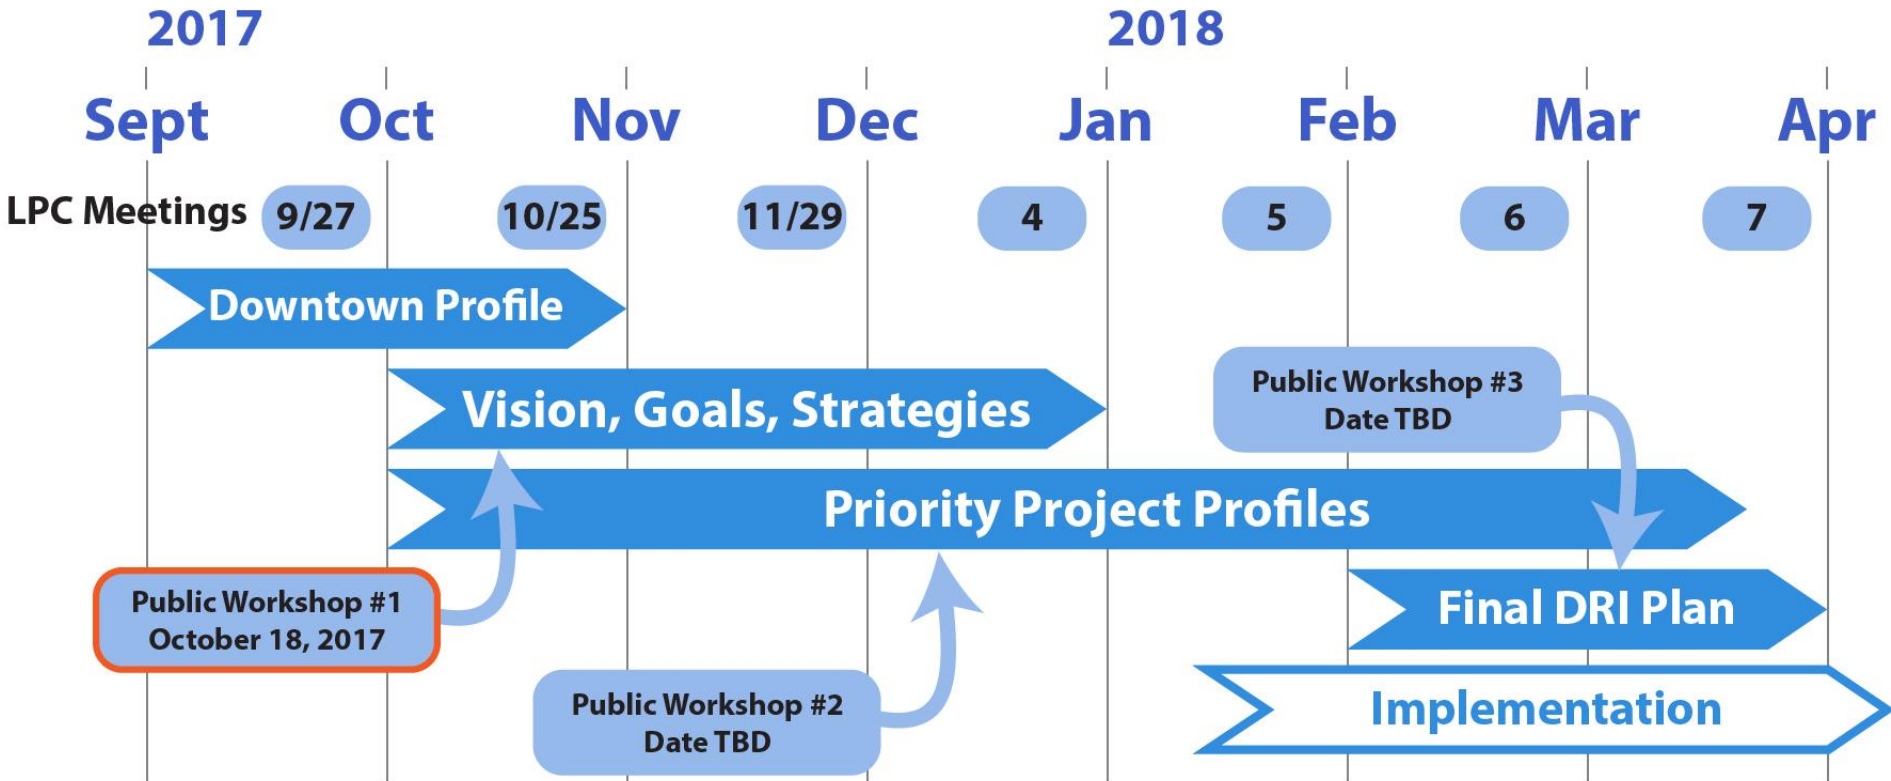 2017 2018
Sept Oct Nov Dec Jan Feb Mar Apr
LPC Meetings 9/27 10/25 11/29 4 5 6 7
Downtown Profile
Vision, Goals, Strategies
Public Workshop #3
Date TBD
Priority Project Profiles
Public Workshop #1
October 18, 2017
Final DRI Plan
Public Workshop #2
Date TBD
Implementation